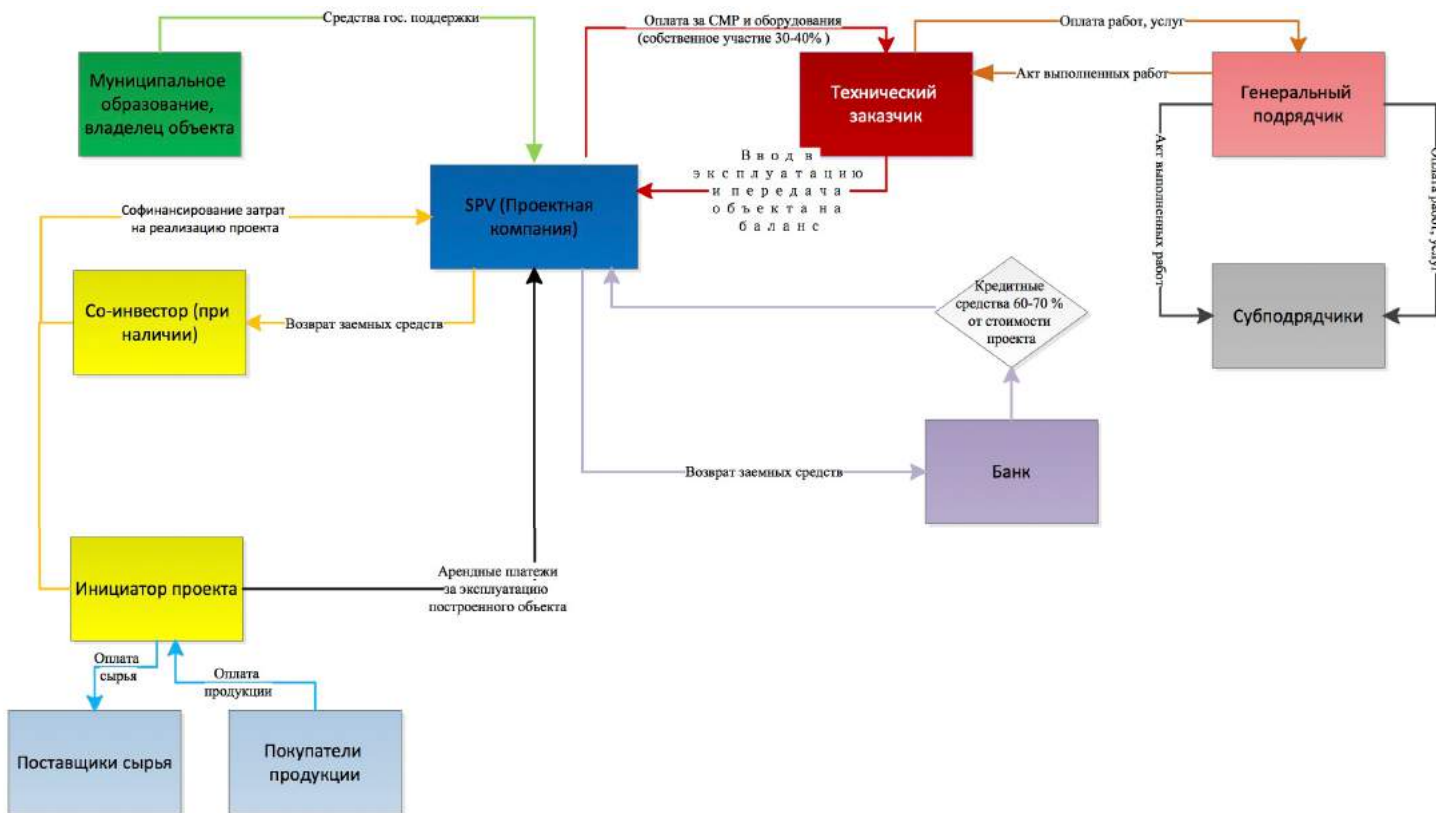 Средства гос. поддержки
Оплата за СМР и оборудования
(собственное участие 30-40% )
Оплата работ, услуг
Муниципальное
образование,
владелец объекта
Технический
заказчик
Акт выполненных работ
Генеральный
подрядчик
Ввод в
эксплуатацию
и передача
объекта на
баланс
Акт выполненных работ
Оплата работ, услуг
SPV (Проектная
компания)
Софинансирование затрат
на реализацию проекта
Со-инвестор (при
наличии)
Возврат заемных средств
Кредитные
средства 60-70 %
от стоимости
проекта
Субподрядчики
Возврат заемных средств
Банк
Инициатор проекта
Арендные платежи
за эксплуатацию
построенного объекта
Оплата
сырья
Оплата
продукции
Поставщики сырья
Покупатели
продукции